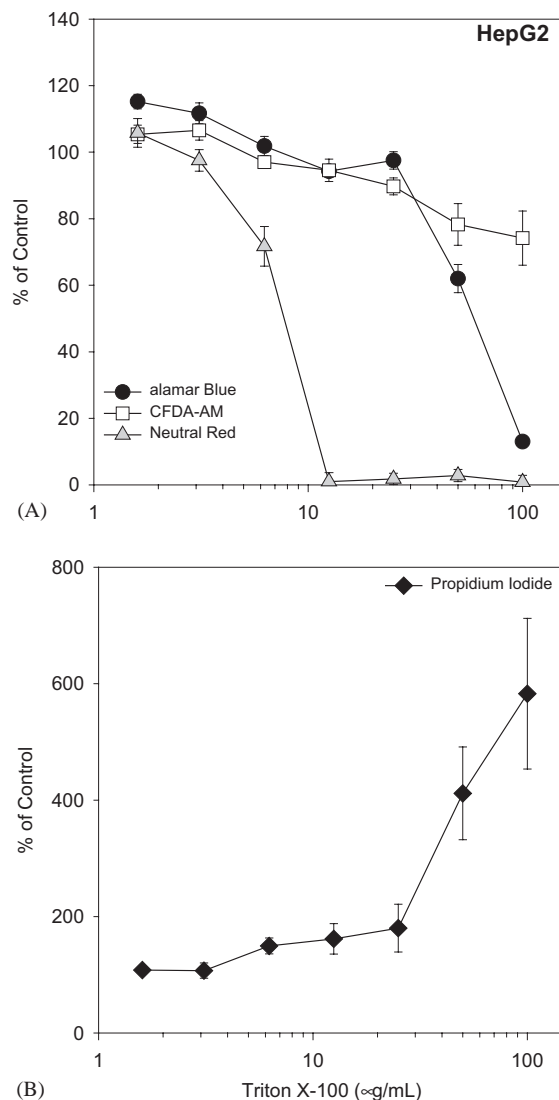 HepG2
140
120
100
80
60
40
20
0
% of Control
alamar Blue
CFDA-AM
Neutral Red
(A)
1 10 100
800
600
400
200
0
% of Control
Propidium Iodide
1 10 100
(B)
Triton X-100 (∝g/mL)